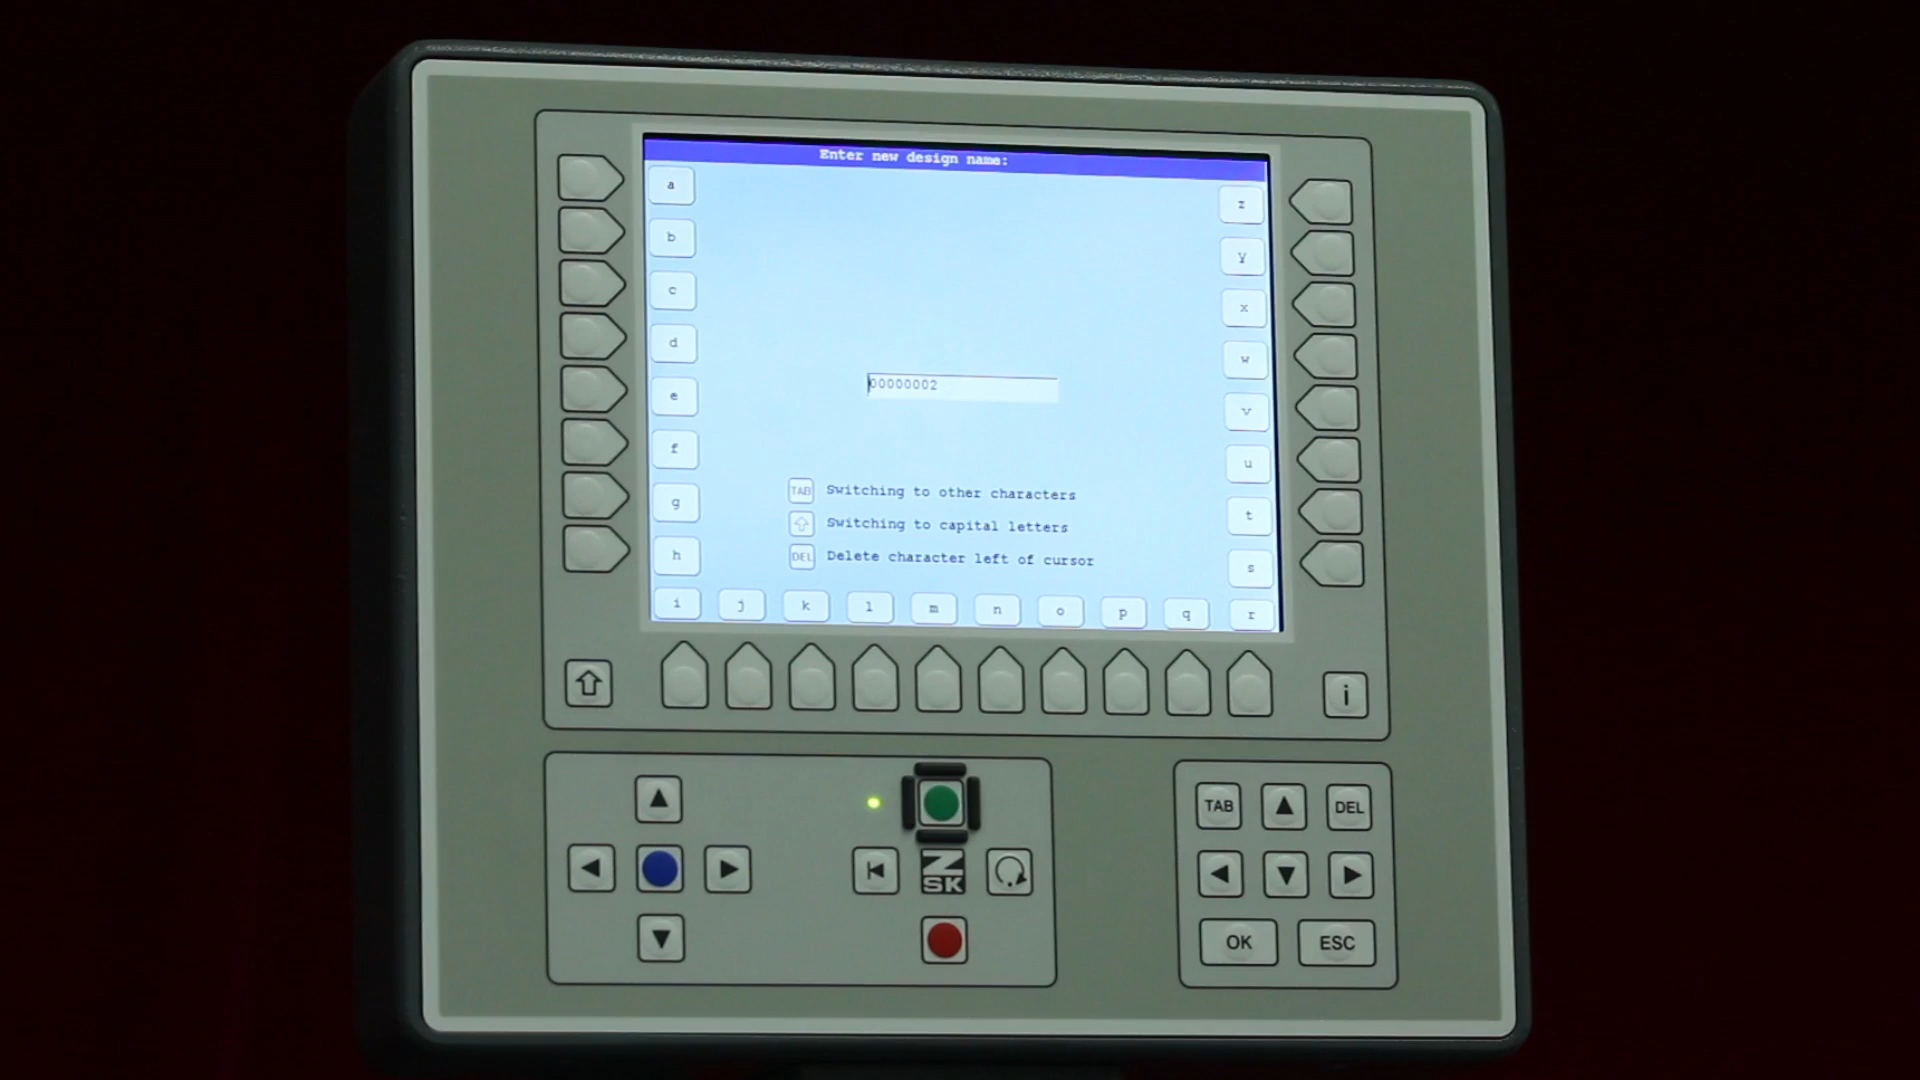 Enter new design name:
a
z
b
y
c
x
d
w
00000002
e
v
f
u
TAB Switching to other characters
g
t
Switching to capital letters
h
DEL Delete character left of cursor
s
i j k l m n o p q r
i
TAB DEL
ZSK
OK ESC